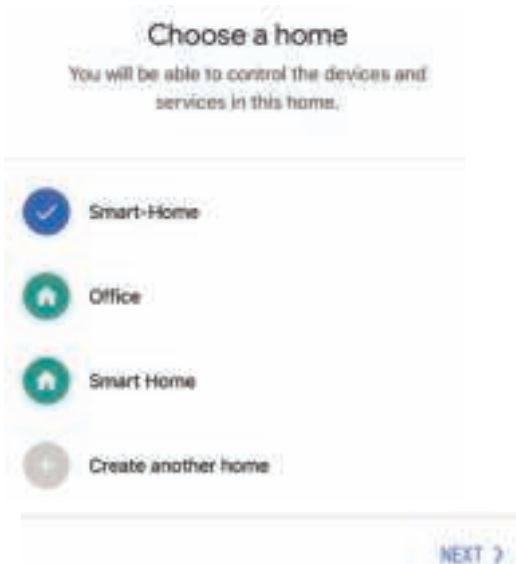 Choose a home
You will be able to control the devices and
services in this home.
Smart-Home
Office
Smart Home
Create another home
NEXT >